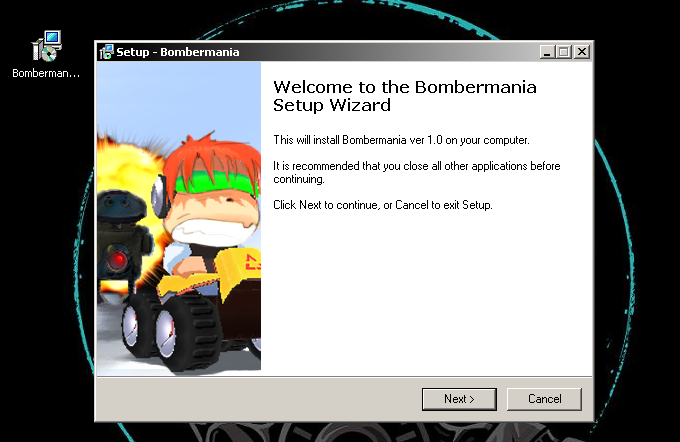 Setup - Bombermania
Bomberman...
Welcome to the Bombermania
Setup Wizard
This will install Bombermania ver 1.0 on your computer.
It is recommended that you close all other applications before
continuing.
Click Next to continue, or Cancel to exit Setup.
Next >
Cancel